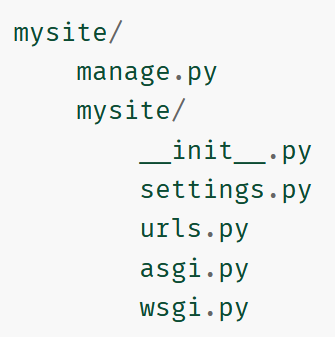 mysite/
    manage.py
    mysite/
        __init__.py
        settings.py
        urls.py
        asgi.py
        wsgi.py